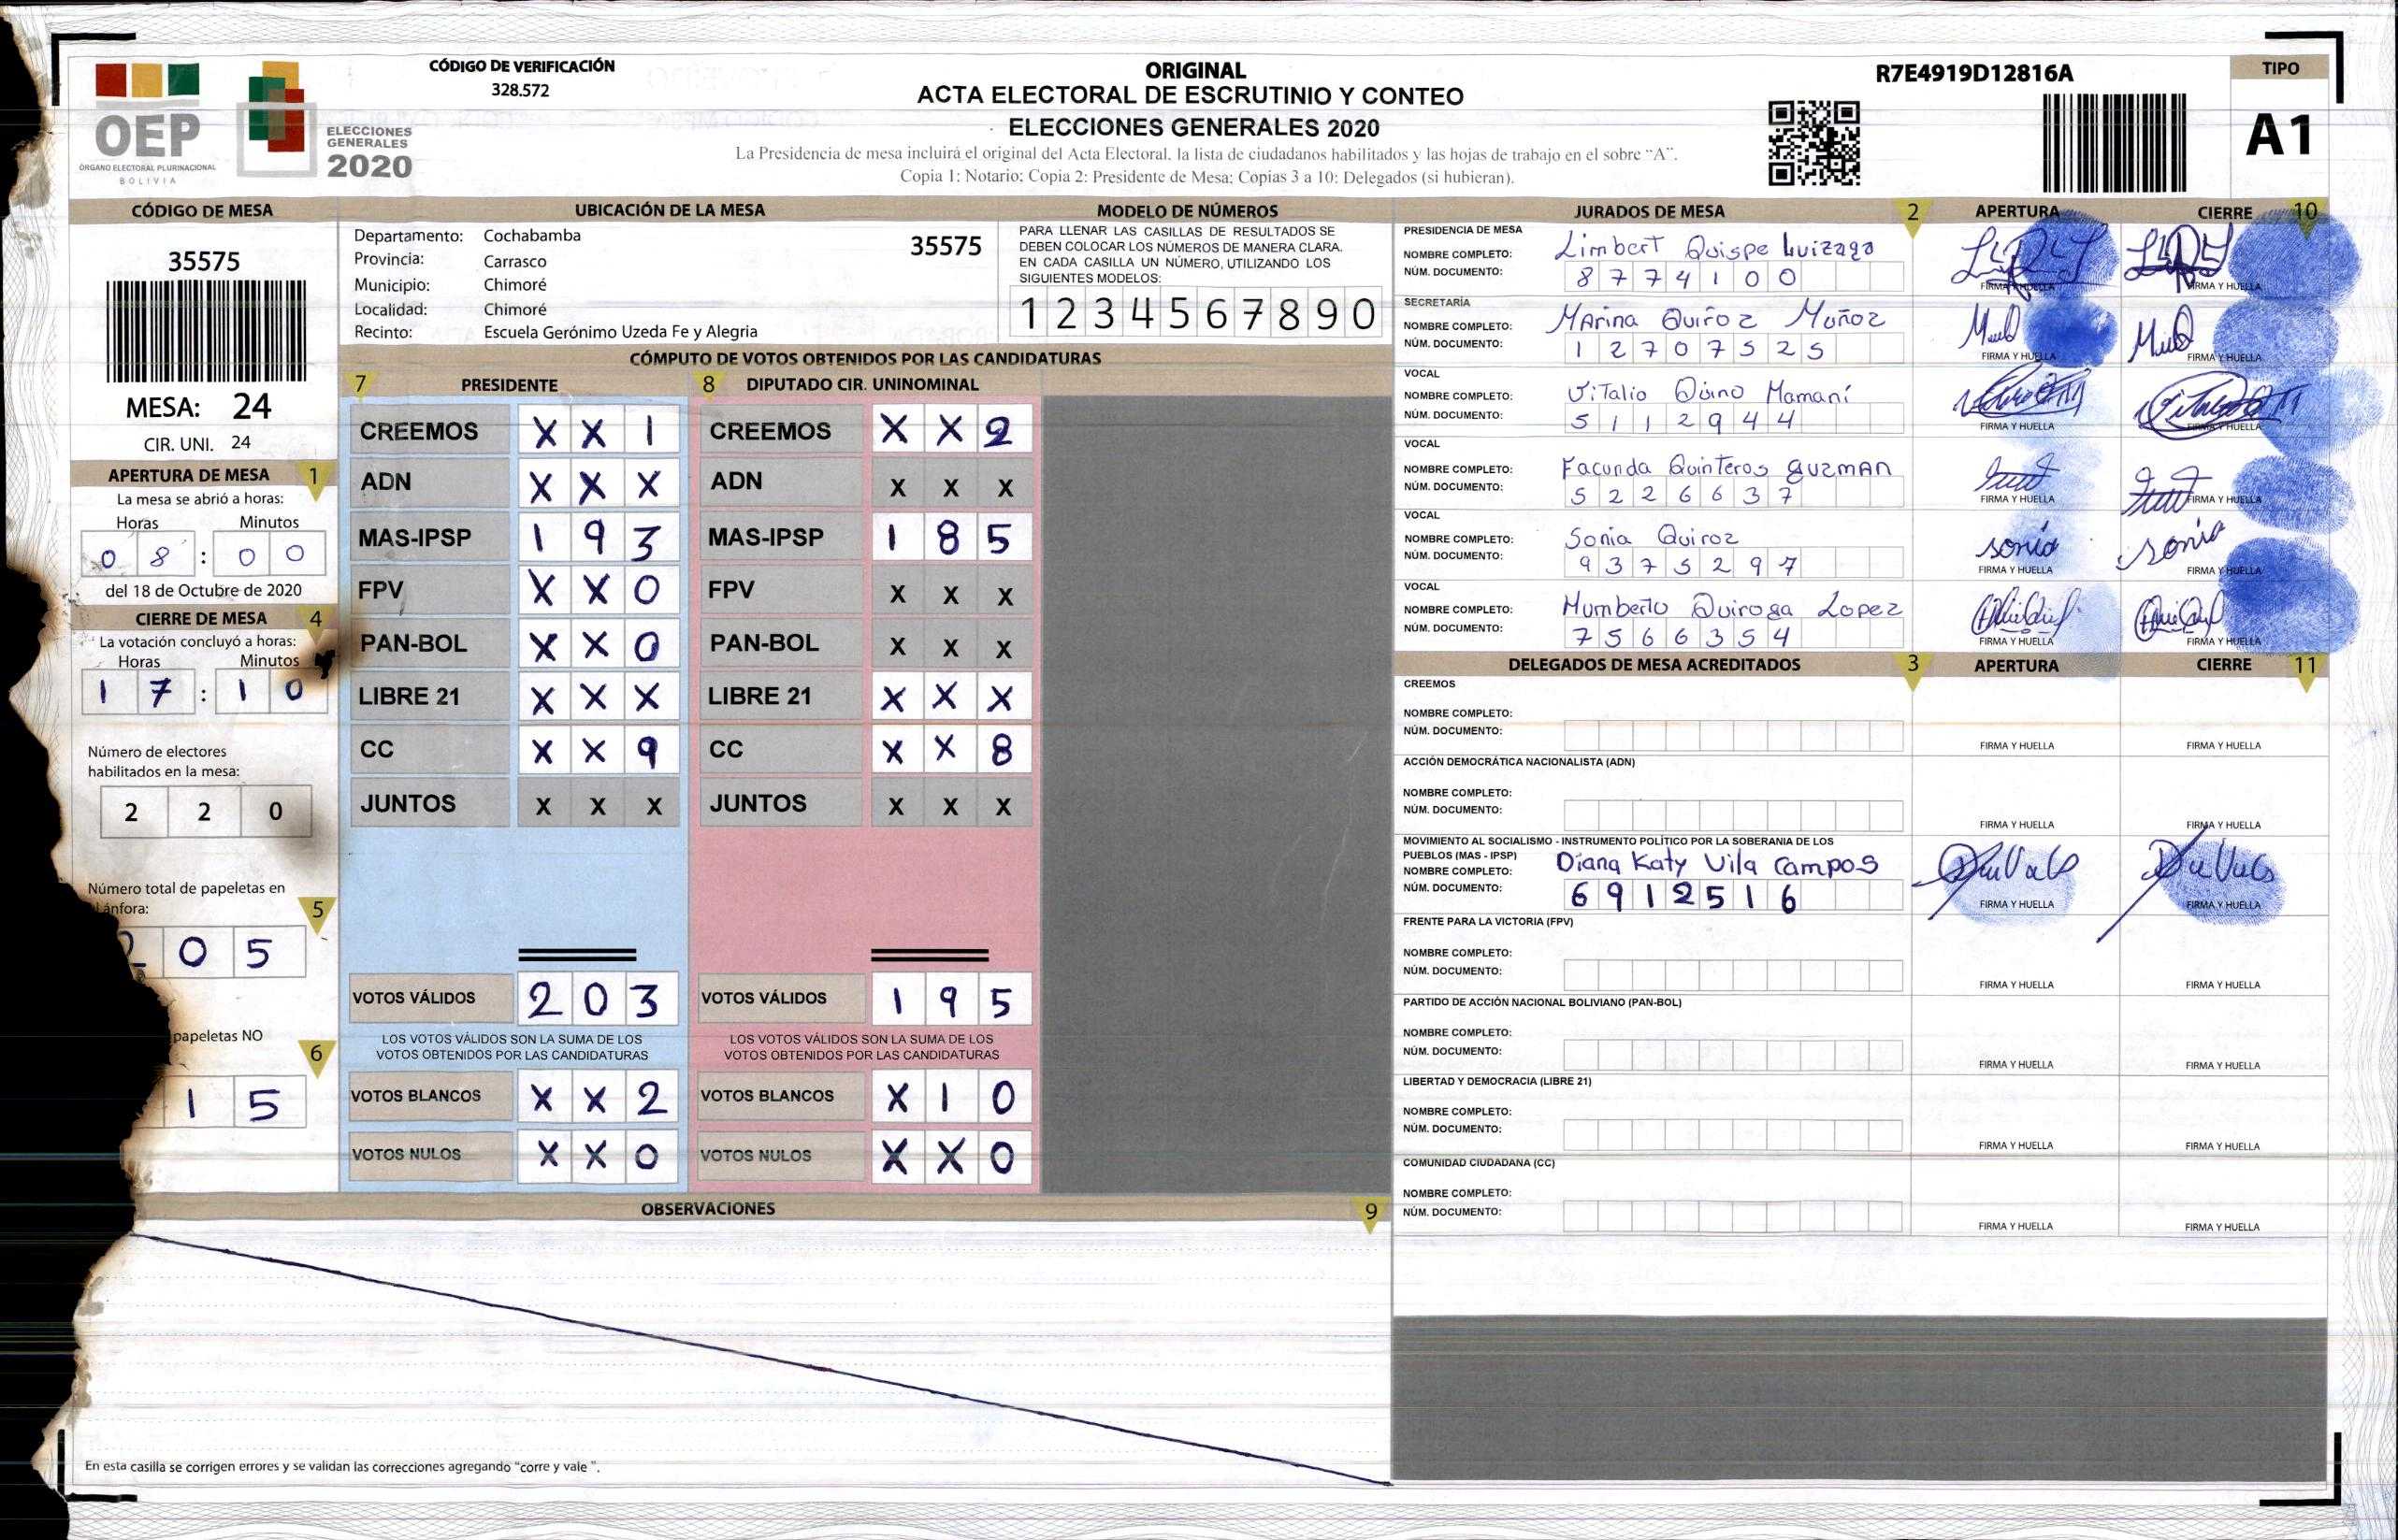 CÓDIGO DE VERIFICACIÓN
328.572
ORIGINAL
ACTA ELECTORAL DE ESCRUTINIO Y CONTEO
ELECCIONES GENERALES 2020
La Presidencia de mesa incluirá el original del Acta Electoral, la lista de ciudadanos habilitados y las hojas de trabajo en el sobre “A”.
Copia 1: Notario; Copia 2: Presidente de Mesa; Copias 3 a 10: Delegados (si hubieran).
R7E4919D12816A
TIPO
A1
OEP
ÓRGANO ELECTORAL PLURINACIONAL
BOLIVIA
ELECCIONES
GENERALES
2020
CÓDIGO DE MESA
35575
MESA: 24
CIR. UNI. 24
APERTURA DE MESA 1
La mesa se abrió a horas:
Horas Minutos
0 8 : 0 0
del 18 de Octubre de 2020
CIERRE DE MESA 4
La votación concluyó a horas:
Horas Minutos
1 7 : 1 0
Número de electores
habilitados en la mesa:
2 2 0
Número total de papeletas en
ánfora: 5
2 0 5
papeletas NO
6
1 5
UBICACIÓN DE LA MESA
Departamento: Cochabamba 35575
Provincia: Carrasco
Municipio: Chimoré
Localidad: Chimoré
Recinto: Escuela Gerónimo Uzeda Fe y Alegria
MODELO DE NÚMEROS
PARA LLENAR LAS CASILLAS DE RESULTADOS SE
DEBEN COLOCAR LOS NÚMEROS DE MANERA CLARA.
EN CADA CASILLA UN NÚMERO, UTILIZANDO LOS
SIGUIENTES MODELOS:
1 2 3 4 5 6 7 8 9 0
CÓMPUTO DE VOTOS OBTENIDOS POR LAS CANDIDATURAS
7 PRESIDENTE 8 DIPUTADO CIR. UNINOMINAL
CREEMOS X X 1 CREEMOS X X 2
ADN X X X ADN X X X
MAS-IPSP 1 9 3 MAS-IPSP 1 8 5
FPV X X 0 FPV X X X
PAN-BOL X X 0 PAN-BOL X X X
LIBRE 21 X X X LIBRE 21 X X X
CC X X 9 CC X X 8
JUNTOS X X X JUNTOS X X X
VOTOS VÁLIDOS 2 0 3 VOTOS VÁLIDOS 1 9 5
LOS VOTOS VÁLIDOS SON LA SUMA DE LOS LOS VOTOS VÁLIDOS SON LA SUMA DE LOS
VOTOS OBTENIDOS POR LAS CANDIDATURAS VOTOS OBTENIDOS POR LAS CANDIDATURAS
VOTOS BLANCOS X X 2 VOTOS BLANCOS X 1 0
VOTOS NULOS X X 0 VOTOS NULOS X X 0
OBSERVACIONES 9
En esta casilla se corrigen errores y se validan las correcciones agregando "corre y vale ".
JURADOS DE MESA 2 APERTURA CIERRE 10
PRESIDENCIA DE MESA
NOMBRE COMPLETO: Limbert Quispe Luizaga
NÚM. DOCUMENTO: 8 7 7 4 1 0 0
FIRMA Y HUELLA FIRMA Y HUELLA
SECRETARÍA
NOMBRE COMPLETO: Marina Quiroz Muñoz
NÚM. DOCUMENTO: 1 2 7 0 7 5 2 5
FIRMA Y HUELLA FIRMA Y HUELLA
VOCAL
NOMBRE COMPLETO: Vitalio Quino Mamaní
NÚM. DOCUMENTO: 5 1 1 2 9 4 4
FIRMA Y HUELLA FIRMA Y HUELLA
VOCAL
NOMBRE COMPLETO: Facunda Quinteros GUZMAN
NÚM. DOCUMENTO: 5 2 2 6 6 3 7
FIRMA Y HUELLA FIRMA Y HUELLA
VOCAL
NOMBRE COMPLETO: Sonia Quiroz
NÚM. DOCUMENTO: 9 3 7 5 2 9 7
sonia sonia
FIRMA Y HUELLA FIRMA Y HUELLA
VOCAL
NOMBRE COMPLETO: Humberto Quiroga Lopez
NÚM. DOCUMENTO: 7 5 6 6 3 5 4
FIRMA Y HUELLA FIRMA Y HUELLA
DELEGADOS DE MESA ACREDITADOS 3 APERTURA CIERRE 11
CREEMOS
NOMBRE COMPLETO:
NÚM. DOCUMENTO:
FIRMA Y HUELLA FIRMA Y HUELLA
ACCIÓN DEMOCRÁTICA NACIONALISTA (ADN)
NOMBRE COMPLETO:
NÚM. DOCUMENTO:
FIRMA Y HUELLA FIRMA Y HUELLA
MOVIMIENTO AL SOCIALISMO - INSTRUMENTO POLÍTICO POR LA SOBERANIA DE LOS
PUEBLOS (MAS - IPSP)
NOMBRE COMPLETO: Diana Katy Vila Campos
NÚM. DOCUMENTO: 6 9 1 2 5 1 6
FIRMA Y HUELLA FIRMA Y HUELLA
FRENTE PARA LA VICTORIA (FPV)
NOMBRE COMPLETO:
NÚM. DOCUMENTO:
FIRMA Y HUELLA FIRMA Y HUELLA
PARTIDO DE ACCIÓN NACIONAL BOLIVIANO (PAN-BOL)
NOMBRE COMPLETO:
NÚM. DOCUMENTO:
FIRMA Y HUELLA FIRMA Y HUELLA
LIBERTAD Y DEMOCRACIA (LIBRE 21)
NOMBRE COMPLETO:
NÚM. DOCUMENTO:
FIRMA Y HUELLA FIRMA Y HUELLA
COMUNIDAD CIUDADANA (CC)
NOMBRE COMPLETO:
NÚM. DOCUMENTO:
FIRMA Y HUELLA FIRMA Y HUELLA